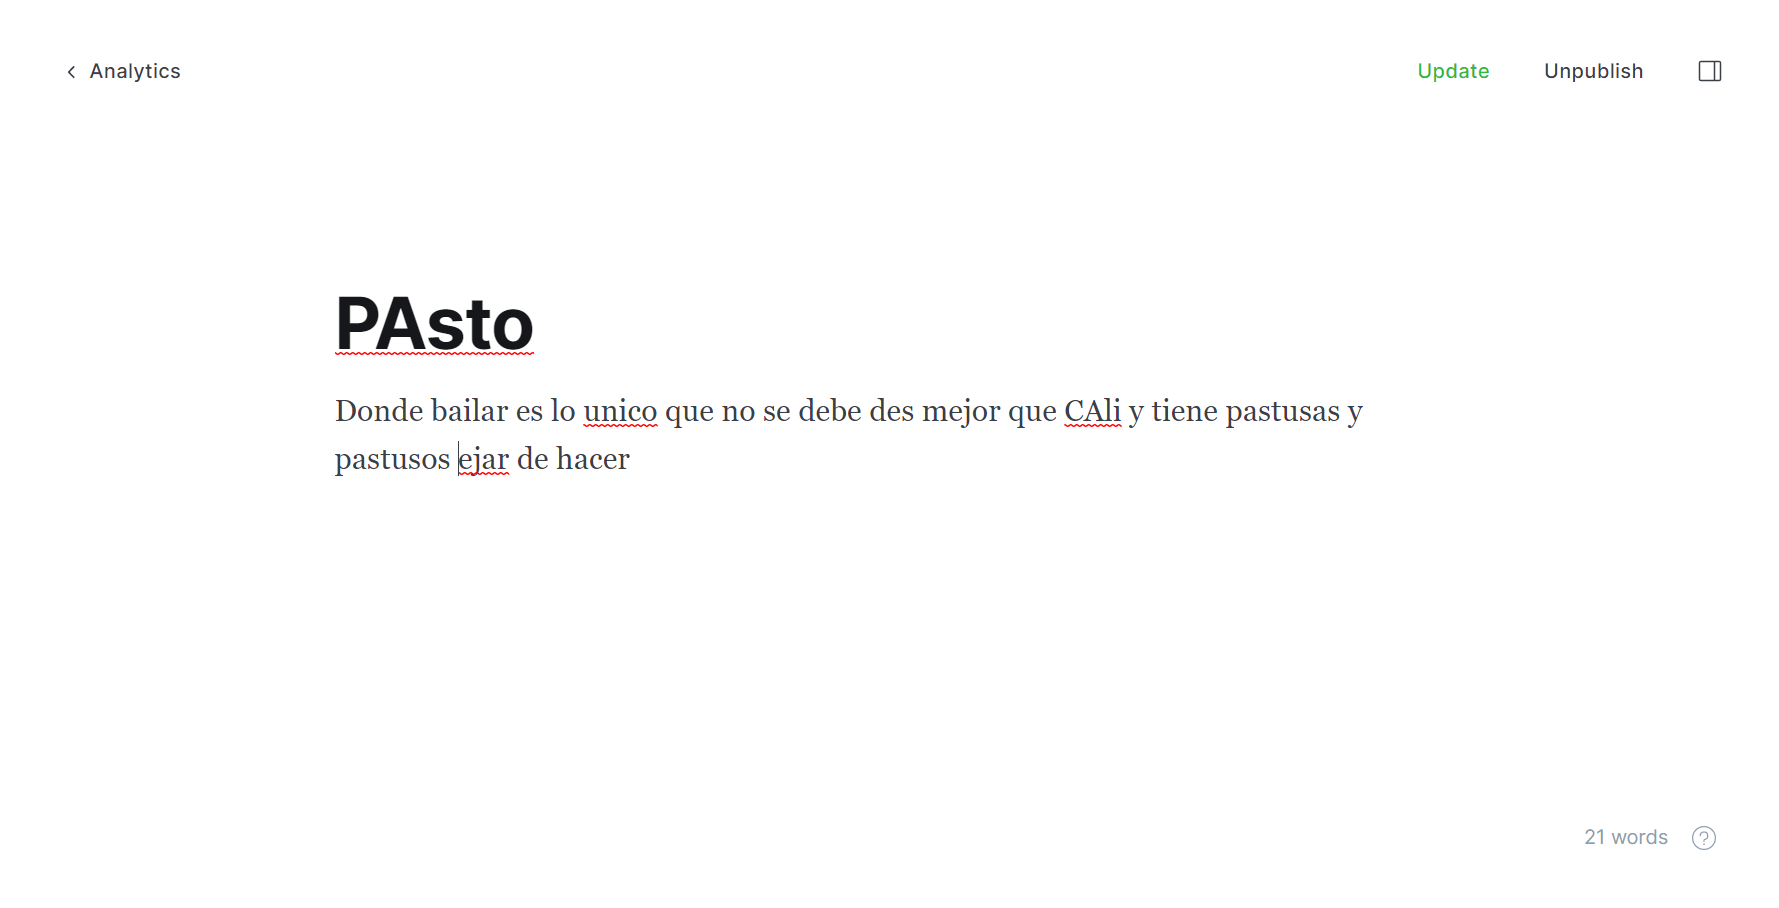 Analytics
Update
Unpublish
PAsto
Donde bailar es lo unico que no se debe des mejor que CAli y tiene pastusas y
pastusos ejar de hacer
21 words
?